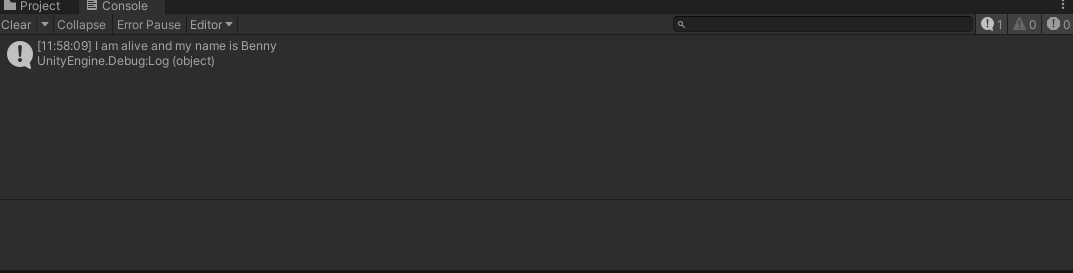 Project Console
Clear Collapse Error Pause Editor 1 0 0
[11:58:09] I am alive and my name is Benny
UnityEngine.Debug:Log (object)